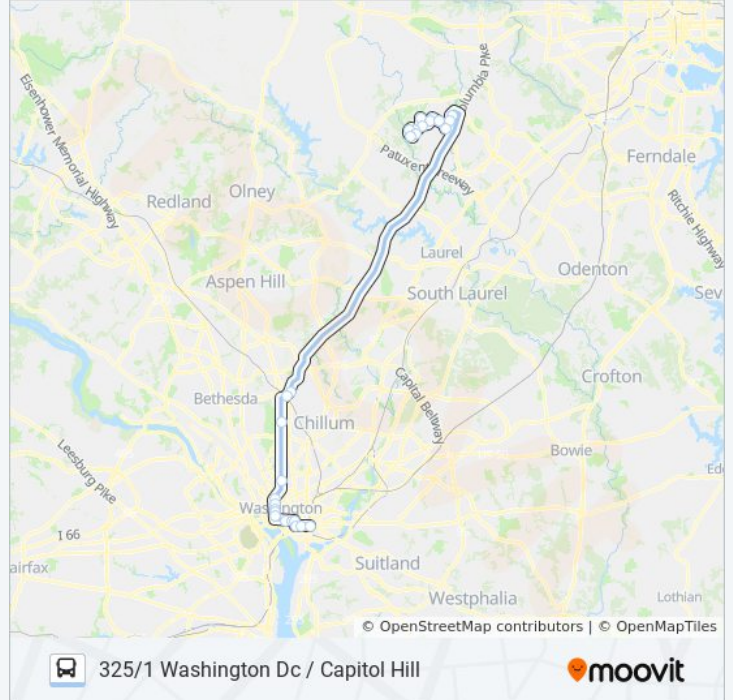 Columbia Pike
Eisenhower Memorial Highway
Patuxent Freeway
Ferndale
Olney
Redland
Ritchie Highway
Laurel
Odenton
Aspen Hill
South Laurel
Sev
Crofton
Bethesda
Capital Beltway
Chillum
Leesburg Pike
Bowie
Ed
Washington
I 66
airfax
Suitland
Westphalia
Lothian
© OpenStreetMap contributors | © OpenMapTiles
325/1 Washington Dc / Capitol Hill
moovit